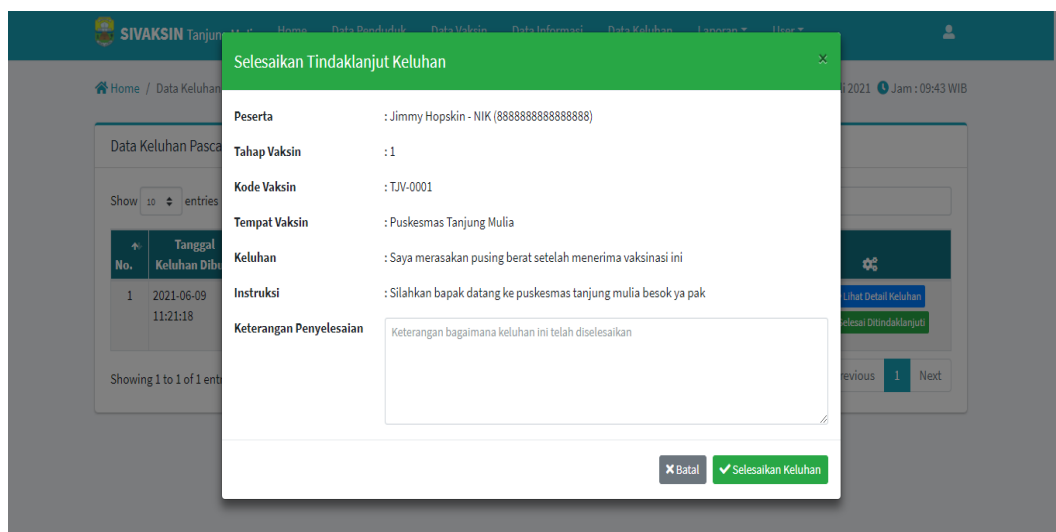 SIVAKSIN Tanjung Home Data Penduduk Data Vaksin Data Informasi Data Keluhan Laporan User
Selesaikan Tindaklanjut Keluhan x
Home / Data Keluhan 2021 Jam : 09:43 WIB
Peserta : Jimmy Hopskin - NIK (8888888888888888)
Data Keluhan Pasca
Tahap Vaksin : 1
Kode Vaksin : TJV-0001
Show 10 entries
Tempat Vaksin : Puskesmas Tanjung Mulia
No. Tanggal
Keluhan Dibu
Keluhan : Saya merasakan pusing berat setelah menerima vaksinasi ini
Instruksi : Silahkan bapak datang ke puskesmas tanjung mulia besok ya pak
1 2021-06-09
11:21:18
Lihat Detail Keluhan
Selesai Ditindaklanjuti
Keterangan Penyelesaian
Keterangan bagaimana keluhan ini telah diselesaikan
Showing 1 to 1 of 1 ent
revious 1 Next
Batal Selesaikan Keluhan